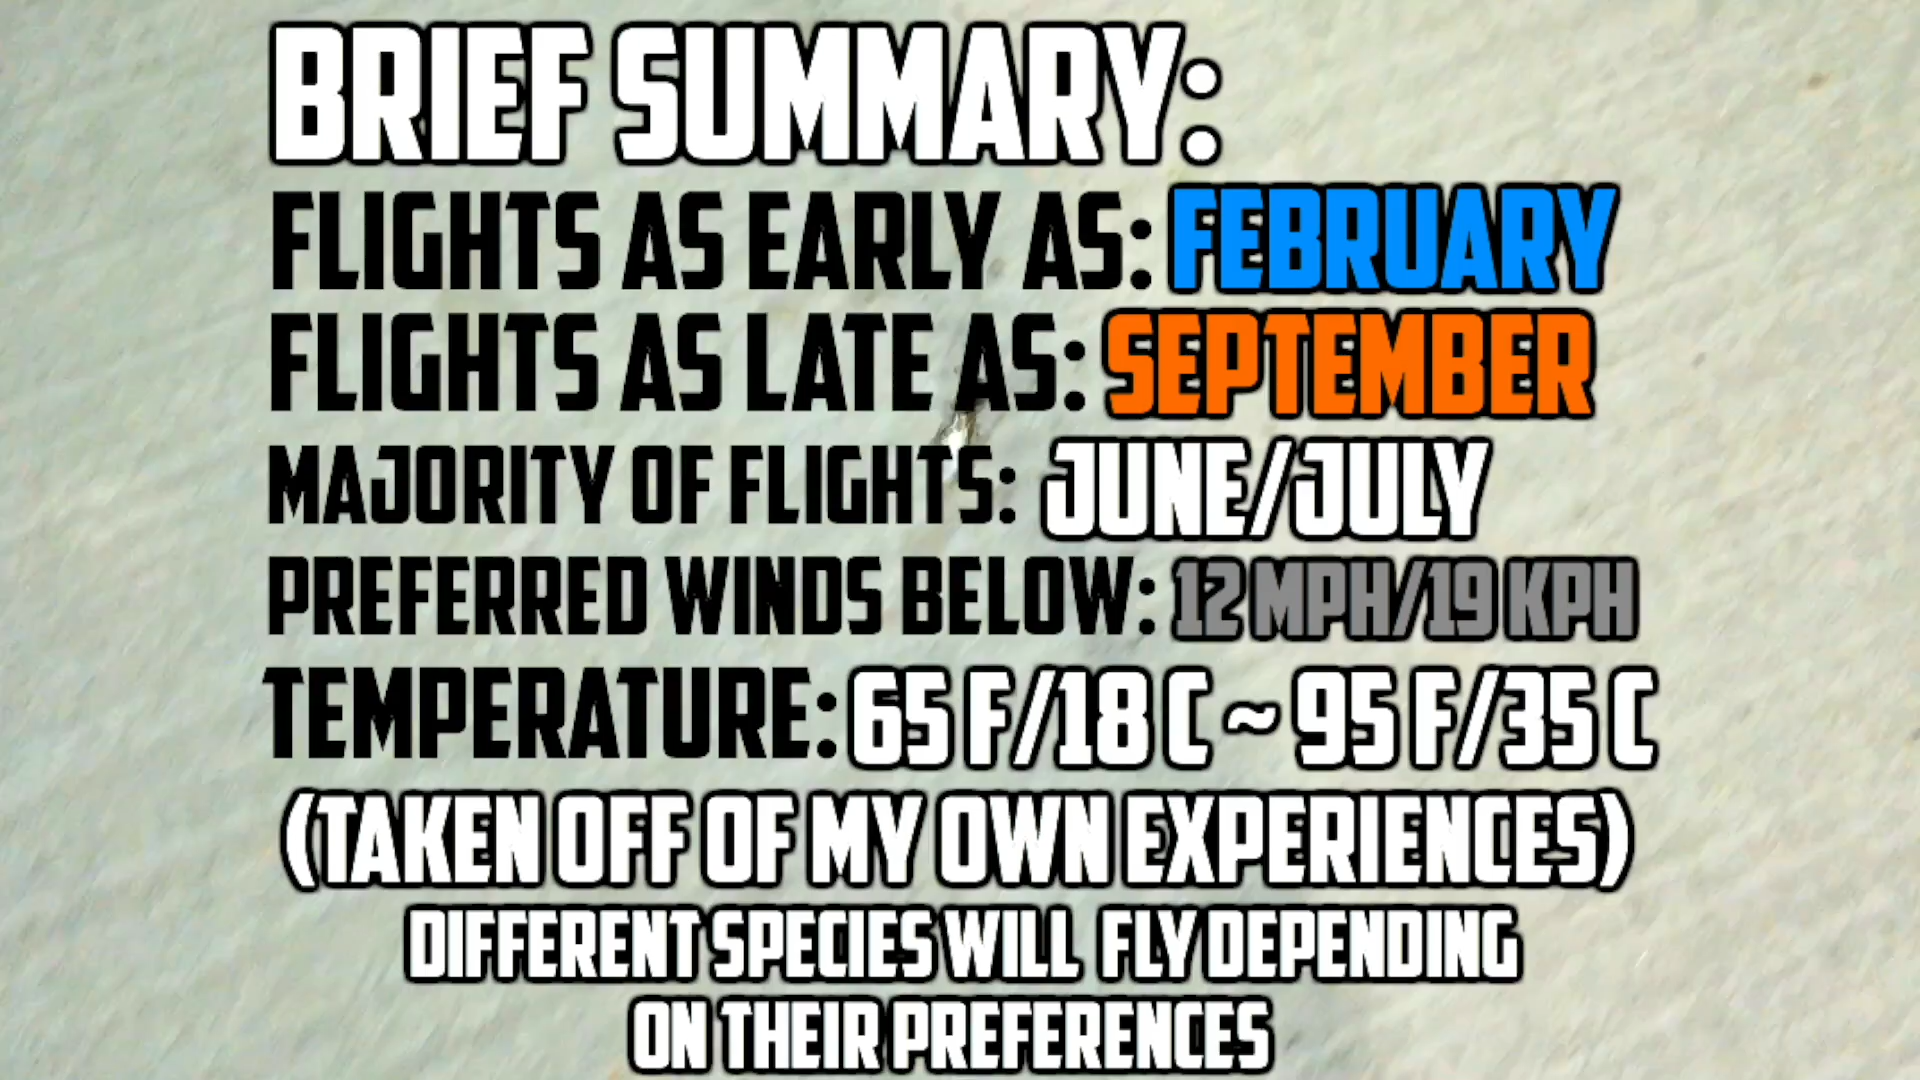 BRIEF SUMMARY:
FLIGHTS AS EARLY AS: FEBRUARY
FLIGHTS AS LATE AS: SEPTEMBER
MAJORITY OF FLIGHTS: JUNE/JULY
PREFERRED WINDS BELOW: 12 MPH/19 KPH
TEMPERATURE: 65 F/18 C ~ 95 F/35 C
(TAKEN OFF OF MY OWN EXPERIENCES)
DIFFERENT SPECIES WILL FLY DEPENDING
ON THEIR PREFERENCES